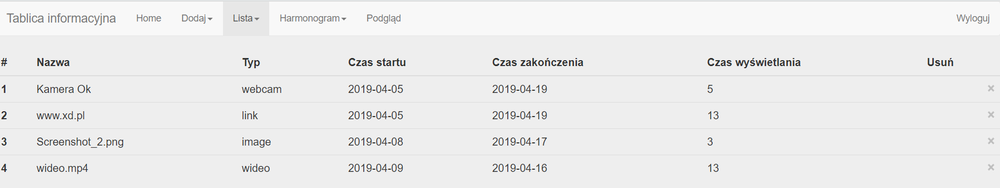 Tablica informacyjna Home Dodaj Lista Harmonogram Podgląd Wyloguj
# Nazwa Typ Czas startu Czas zakończenia Czas wyświetlania Usuń
1 Kamera Ok webcam 2019-04-05 2019-04-19 5 ×
2 www.xd.pl link 2019-04-05 2019-04-19 13 ×
3 Screenshot_2.png image 2019-04-08 2019-04-17 3 ×
4 wideo.mp4 wideo 2019-04-09 2019-04-16 13 ×